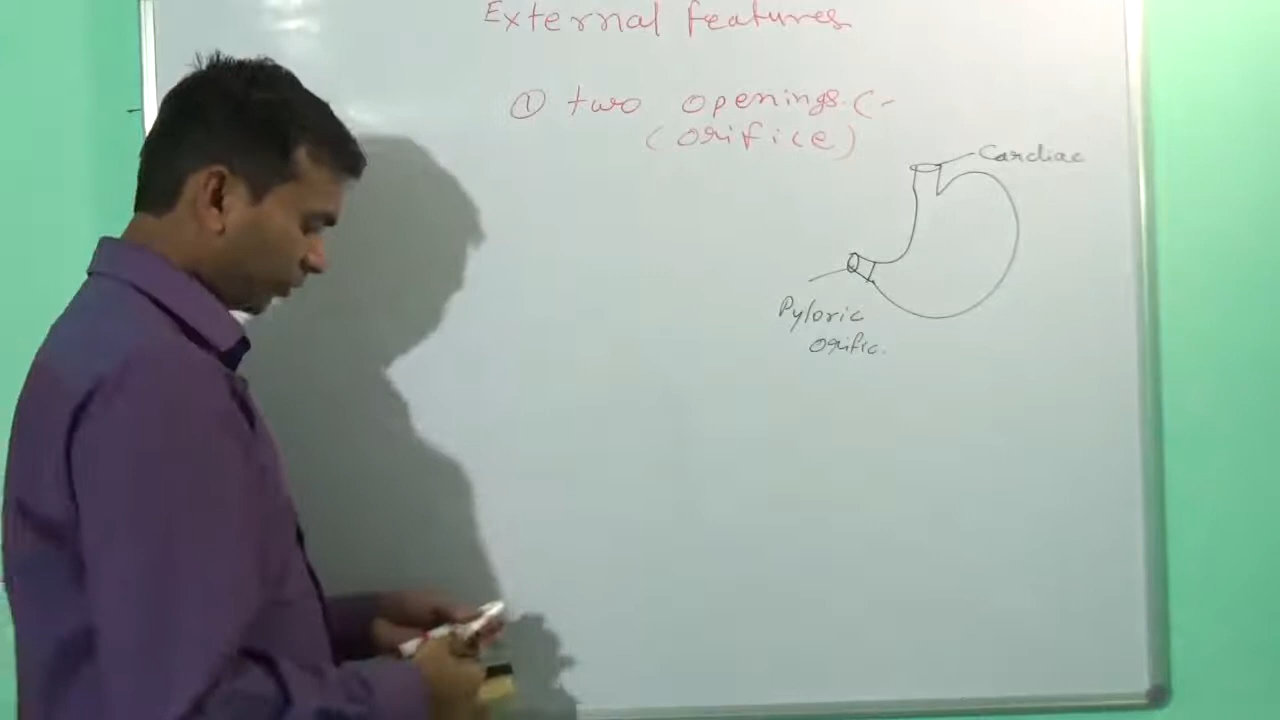 External features
① two openings. (-
(orifice)
Cardiac
Pyloric
orific.